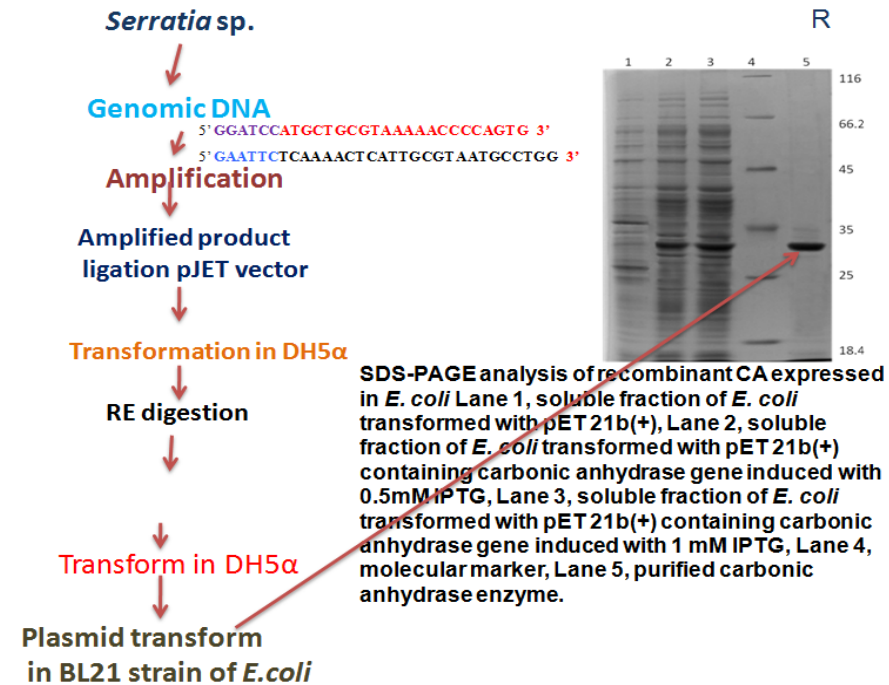 Serratia sp.
Genomic DNA
5' GGATCCATGCTGCGTAAAAACCCCAGTG 3'
5' GAATTCTCAAAACTCATTGCGTAATGCCTGG 3'
Amplification
Amplified product
ligation pJET vector
Transformation in DH5α
RE digestion
Transform in DH5α
Plasmid transform
in BL21 strain of E.coli
R
1 2 3 4 5
116
66.2
45
35
25
18.4
SDS-PAGE analysis of recombinant CA expressed
in E. coli Lane 1, soluble fraction of E. coli
transformed with pET 21b(+), Lane 2, soluble
fraction of E. coli transformed with pET 21b(+)
containing carbonic anhydrase gene induced with
0.5mM IPTG, Lane 3, soluble fraction of E. coli
transformed with pET 21b(+) containing carbonic
anhydrase gene induced with 1 mM IPTG, Lane 4,
molecular marker, Lane 5, purified carbonic
anhydrase enzyme.